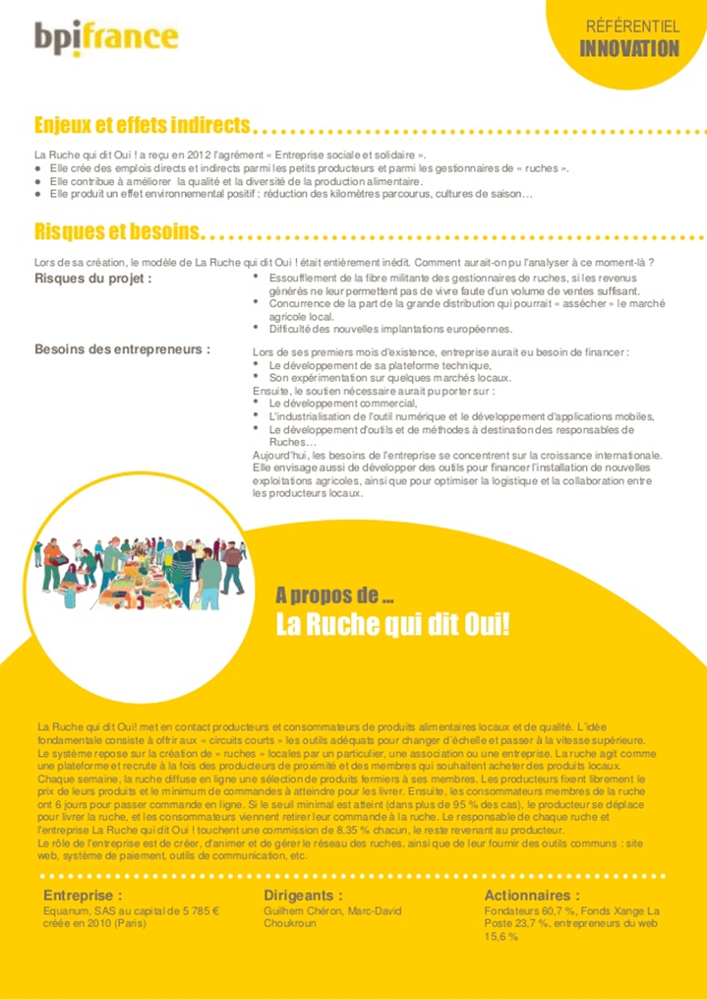 bpifrance
RÉFÉRENTIEL
INNOVATION
Enjeux et effets indirects
La Ruche qui dit Oui ! a reçu en 2012 l'agrément « Entreprise sociale et solidaire ».
● Elle crée des emplois directs et indirects parmi les petits producteurs et parmi les gestionnaires de « ruches ».
● Elle contribue à améliorer la qualité et la diversité de la production alimentaire.
● Elle produit un effet environnemental positif : réduction des kilomètres parcourus, cultures de saison…
Risques et besoins
Lors de sa création, le modèle de La Ruche qui dit Oui ! était entièrement inédit. Comment aurait-on pu l'analyser à ce moment-là ?
Risques du projet :
• Essoufflement de la fibre militante des gestionnaires de ruches, si les revenus
générés ne leur permettent pas de vivre faute d'un volume de ventes suffisant.
• Concurrence de la part de la grande distribution qui pourrait « assécher » le marché
agricole local.
• Difficulté des nouvelles implantations européennes.
Besoins des entrepreneurs :
Lors de ses premiers mois d'existence, entreprise aurait eu besoin de financer :
• Le développement de sa plateforme technique,
• Son expérimentation sur quelques marchés locaux.
Ensuite, le soutien nécessaire aurait pu porter sur :
• Le développement commercial,
• L'industrialisation de l'outil numérique et le développement d'applications mobiles,
• Le développement d'outils et de méthodes à destination des responsables de
Ruches…
Aujourd'hui, les besoins de l'entreprise se concentrent sur la croissance internationale.
Elle envisage aussi de développer des outils pour financer l'installation de nouvelles
exploitations agricoles, ainsi que pour optimiser la logistique et la collaboration entre
les producteurs locaux.
A propos de ...
La Ruche qui dit Oui!
La Ruche qui dit Oui! met en contact producteurs et consommateurs de produits alimentaires locaux et de qualité. L'idée
fondamentale consiste à offrir aux « circuits courts » les outils adéquats pour changer d'échelle et passer à la vitesse supérieure.
Le système repose sur la création de « ruches » locales par un particulier, une association ou une entreprise. La ruche agit comme
une plateforme et recrute à la fois des producteurs de proximité et des membres qui souhaitent acheter des produits locaux.
Chaque semaine, la ruche diffuse en ligne une sélection de produits fermiers à ses membres. Les producteurs fixent librement le
prix de leurs produits et le minimum de commandes à atteindre pour les livrer. Ensuite, les consommateurs membres de la ruche
ont 6 jours pour passer commande en ligne. Si le seuil minimal est atteint (dans plus de 95 % des cas), le producteur se déplace
pour livrer la ruche, et les consommateurs viennent retirer leur commande à la ruche. Le responsable de chaque ruche et
l'entreprise La Ruche qui dit Oui ! touchent une commission de 8,35 % chacun, le reste revenant au producteur.
Le rôle de l'entreprise est de créer, d'animer et de gérer le réseau des ruches, ainsi que de leur fournir des outils communs : site
web, système de paiement, outils de communication, etc.
Entreprise :
Equanum, SAS au capital de 5 785 €
créée en 2010 (Paris)
Dirigeants :
Guilhem Chéron, Marc-David
Choukroun
Actionnaires :
Fondateurs 60,7 %, Fonds Xange La
Poste 23,7 %, entrepreneurs du web
15,6 %